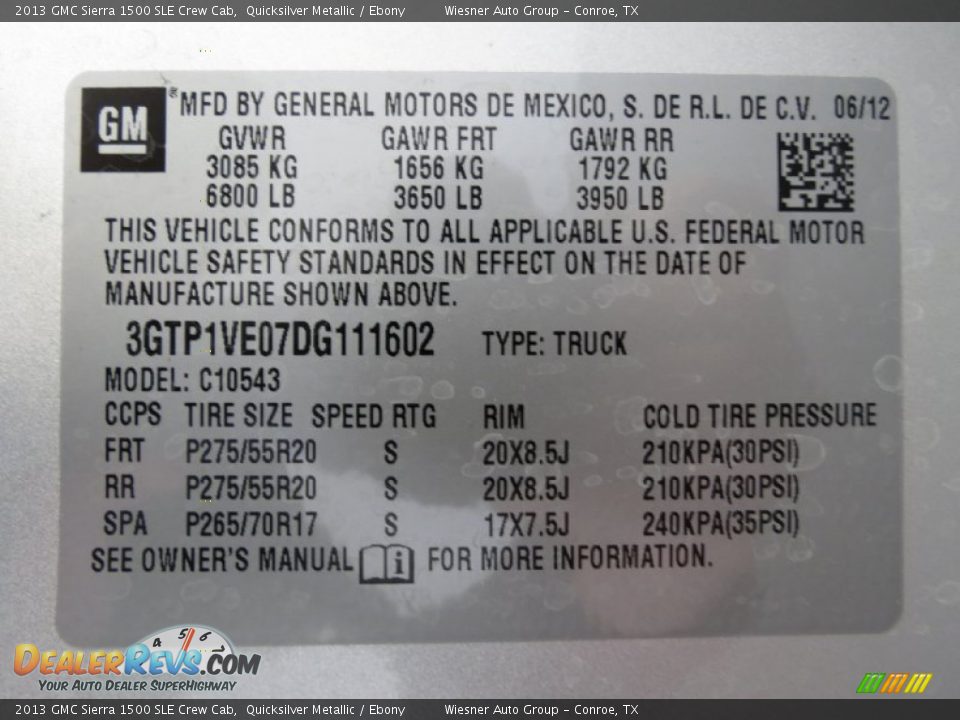 2013 GMC Sierra 1500 SLE Crew Cab, Quicksilver Metallic / Ebony Wiesner Auto Group - Conroe, TX
GM ® MFD BY GENERAL MOTORS DE MEXICO, S. DE R.L. DE C.V. 06/12
GVWR GAWR FRT GAWR RR
3085 KG 1656 KG 1792 KG
6800 LB 3650 LB 3950 LB
THIS VEHICLE CONFORMS TO ALL APPLICABLE U.S. FEDERAL MOTOR
VEHICLE SAFETY STANDARDS IN EFFECT ON THE DATE OF
MANUFACTURE SHOWN ABOVE.
3GTP1VE07DG111602 TYPE: TRUCK
MODEL: C10543
CCPS TIRE SIZE SPEED RTG RIM COLD TIRE PRESSURE
FRT P275/55R20 S 20X8.5J 210KPA(30PSI)
RR P275/55R20 S 20X8.5J 210KPA(30PSI)
SPA P265/70R17 S 17X7.5J 240KPA(35PSI)
SEE OWNER'S MANUAL i FOR MORE INFORMATION.
4 5 6
DEALERREVS.COM
YOUR AUTO DEALER SUPERHIGHWAY
2013 GMC Sierra 1500 SLE Crew Cab, Quicksilver Metallic / Ebony Wiesner Auto Group - Conroe, TX